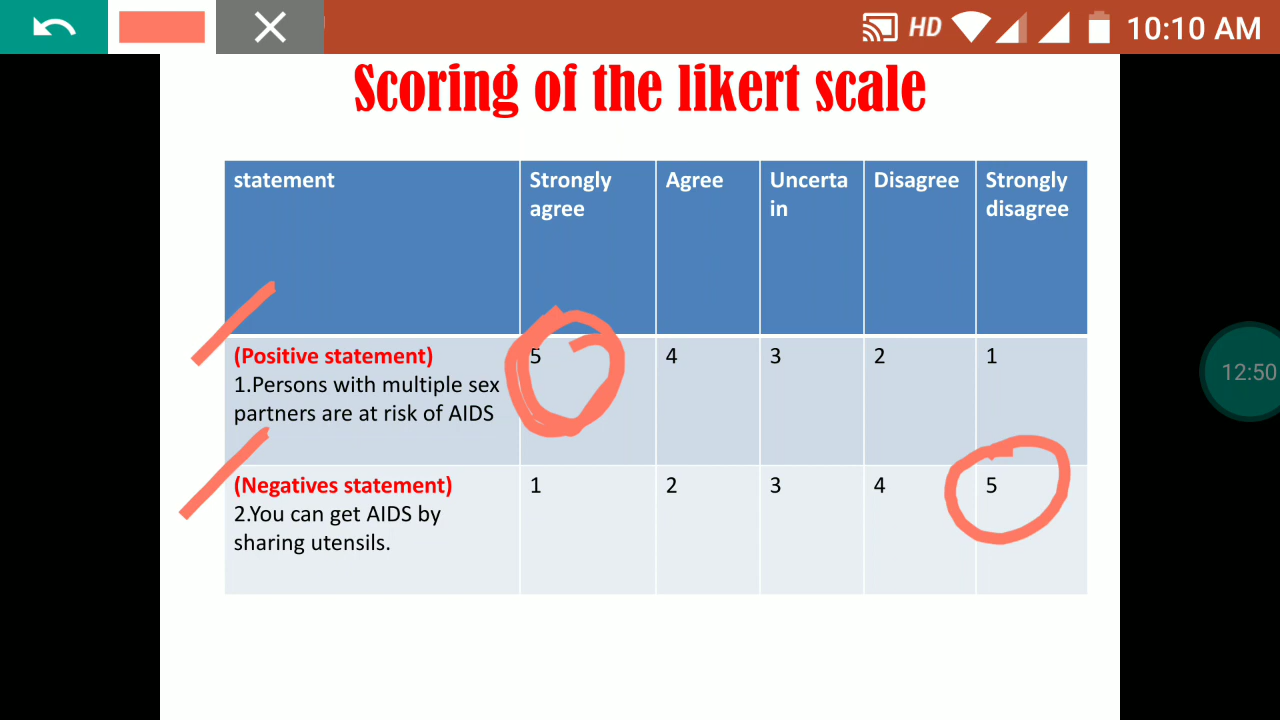 HD 10:10 AM
Scoring of the likert scale
statement
Strongly
agree
Agree
Uncerta
in
Disagree
Strongly
disagree
(Positive statement)
1.Persons with multiple sex
partners are at risk of AIDS
5
4
3
2
1
(Negatives statement)
2.You can get AIDS by
sharing utensils.
1
2
3
4
5
12:50